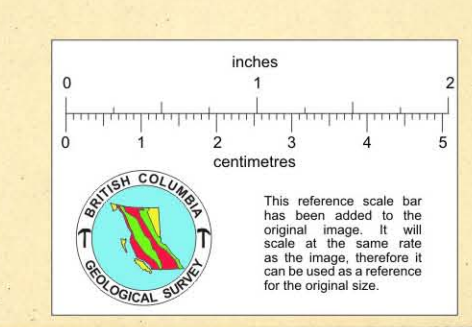 inches
0 1 2
0 1 2 3 4 5
centimetres
BRITISH COLUMBIA
GEOLOGICAL SURVEY
This reference scale bar
has been added to the
original image. It will
scale at the same rate
as the image, therefore it
can be used as a reference
for the original size.